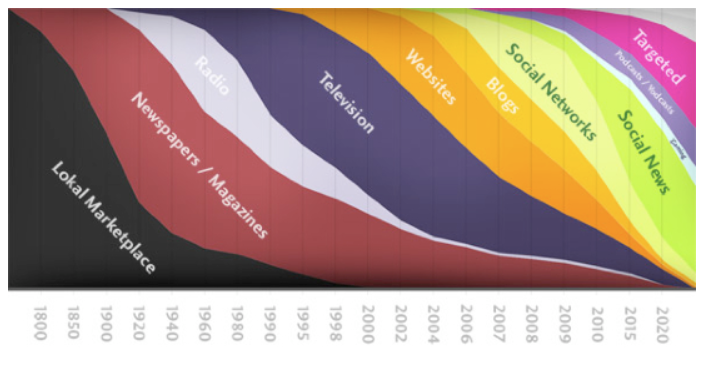 Lokal Marketplace
Newspapers / Magazines
Radio
Television
Websites
Blogs
Social Networks
Social News
Targeted
Podcasts / Vodcasts
Gaming
1800
1850
1900
1920
1940
1960
1980
1990
1995
1998
2000
2002
2004
2006
2007
2008
2009
2010
2015
2020